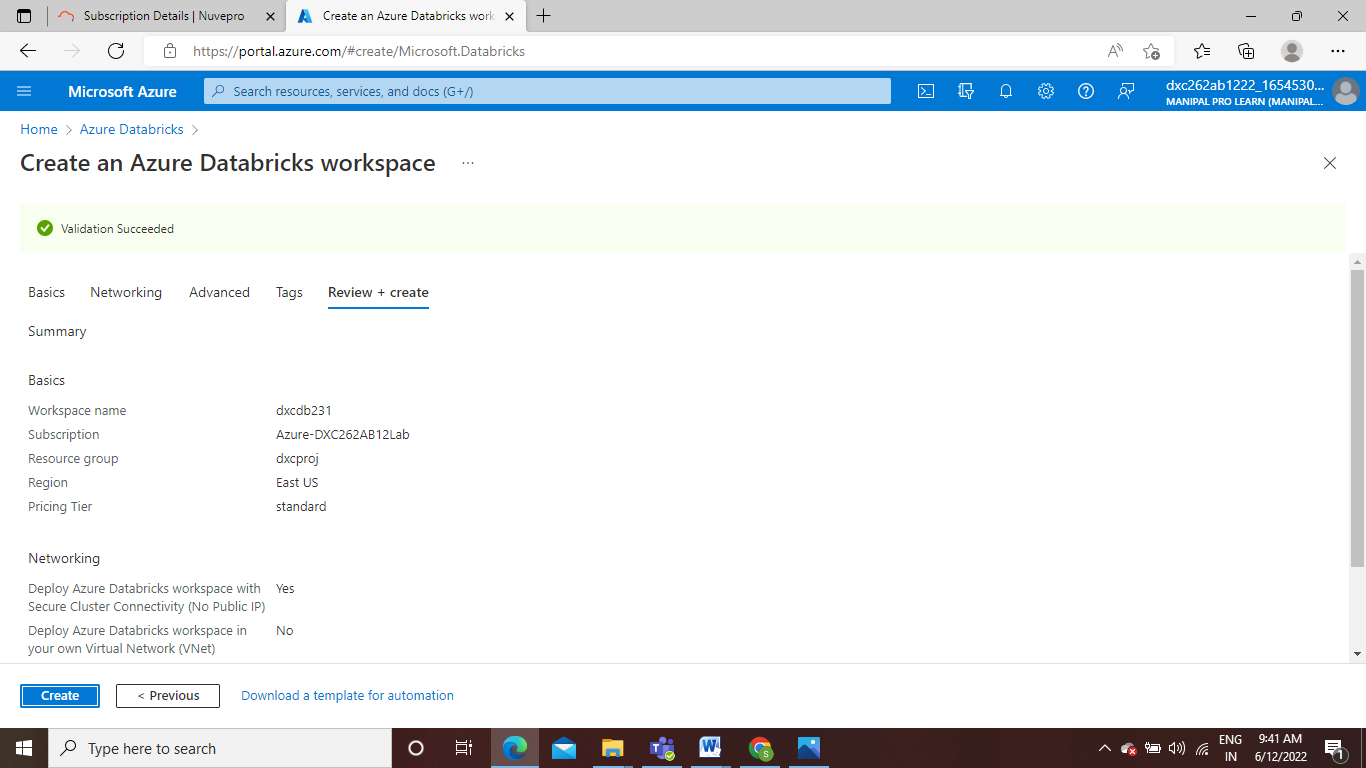 Subscription Details | Nuvepro
Create an Azure Databricks work
https://portal.azure.com/#create/Microsoft.Databricks
Microsoft Azure
Search resources, services, and docs (G+/)
dxc262ab1222_1654530...
MANIPAL PRO LEARN (MANIPAL...
Home > Azure Databricks >
Create an Azure Databricks workspace ...
Validation Succeeded
Basics Networking Advanced Tags Review + create
Summary
Basics
Workspace name dxcdb231
Subscription Azure-DXC262AB12Lab
Resource group dxcproj
Region East US
Pricing Tier standard
Networking
Deploy Azure Databricks workspace with Yes
Secure Cluster Connectivity (No Public IP)
Deploy Azure Databricks workspace in No
your own Virtual Network (VNet)
Create < Previous Download a template for automation
Type here to search
ENG
IN
9:41 AM
6/12/2022
1